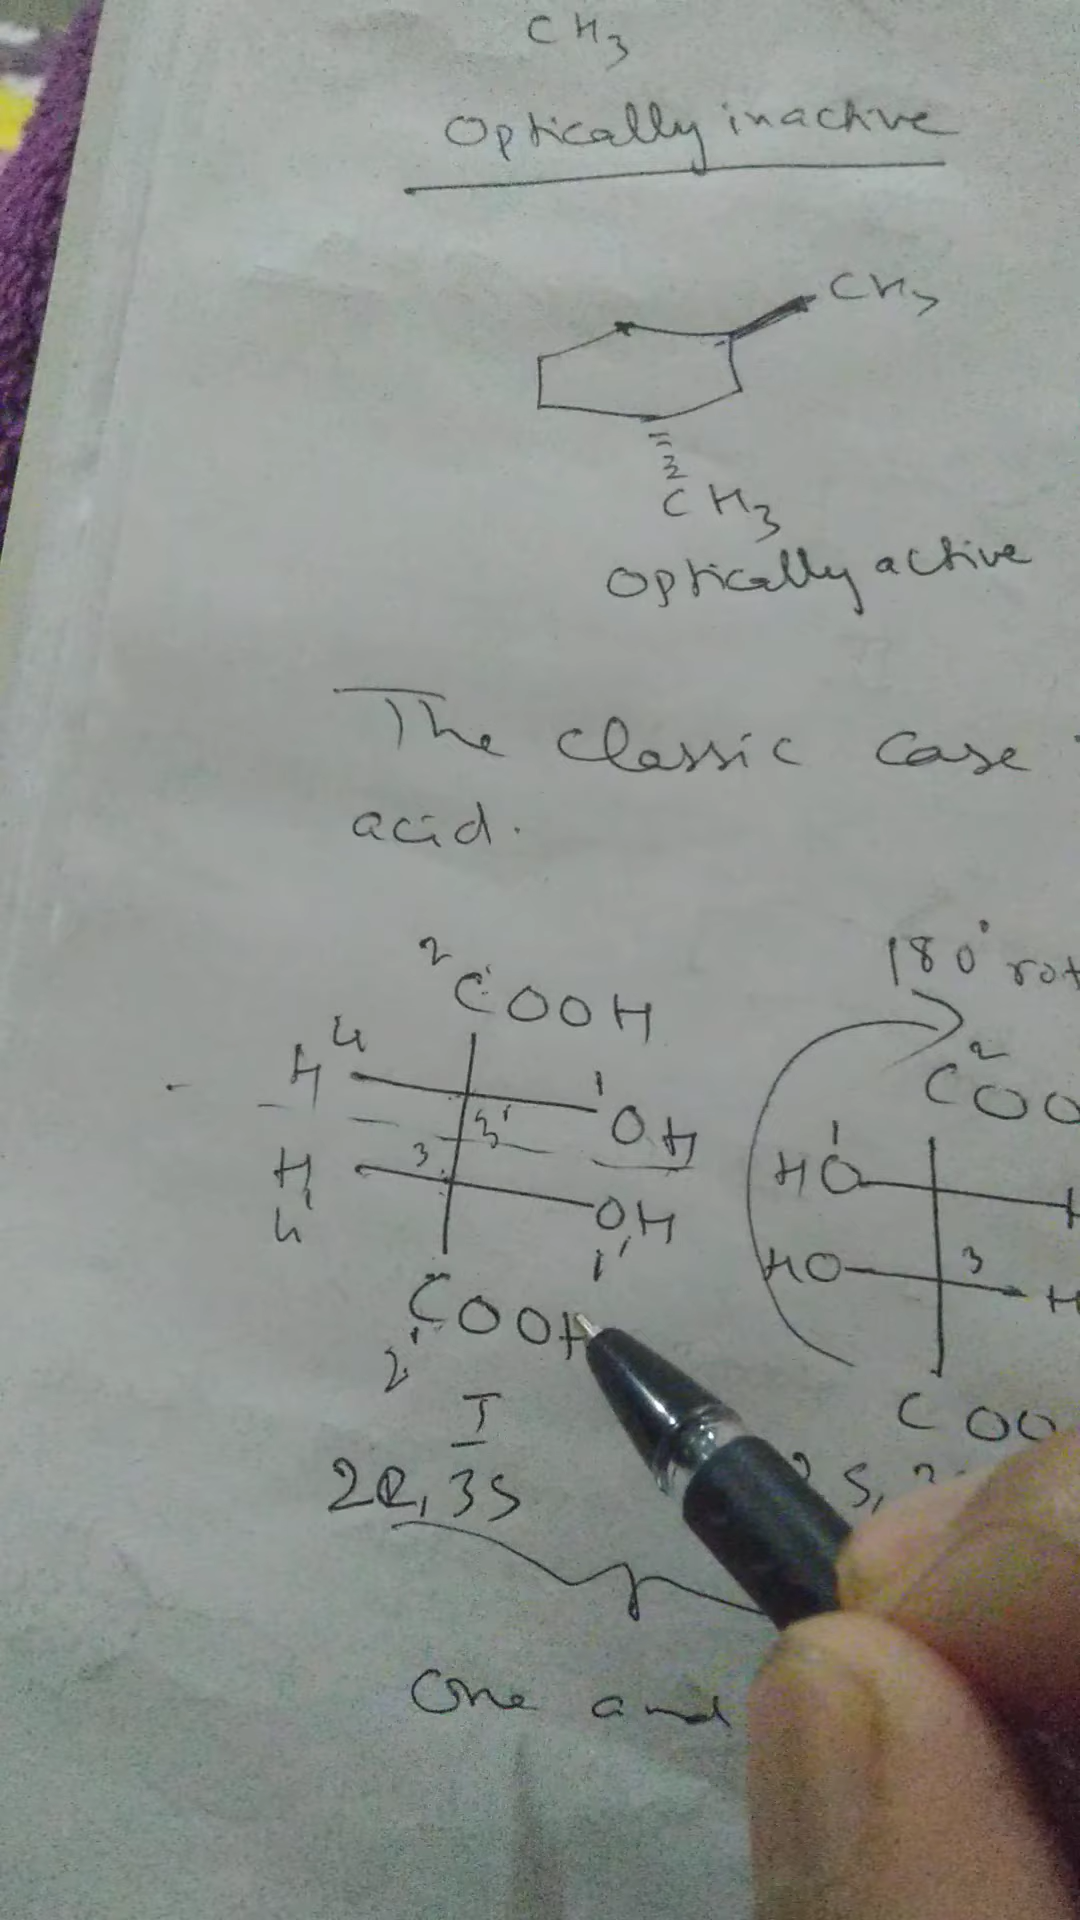 CH3
Optically inactive
CH3
CH3
Optically active
The Classic Case
acid.
180° rot
2 COOH
4 H 1 OH
3'
3
H 4' OH 1'
COOH 2'
I
2R, 3S
2 COO
1 HO H
HO 3 H
COO
S,
One and